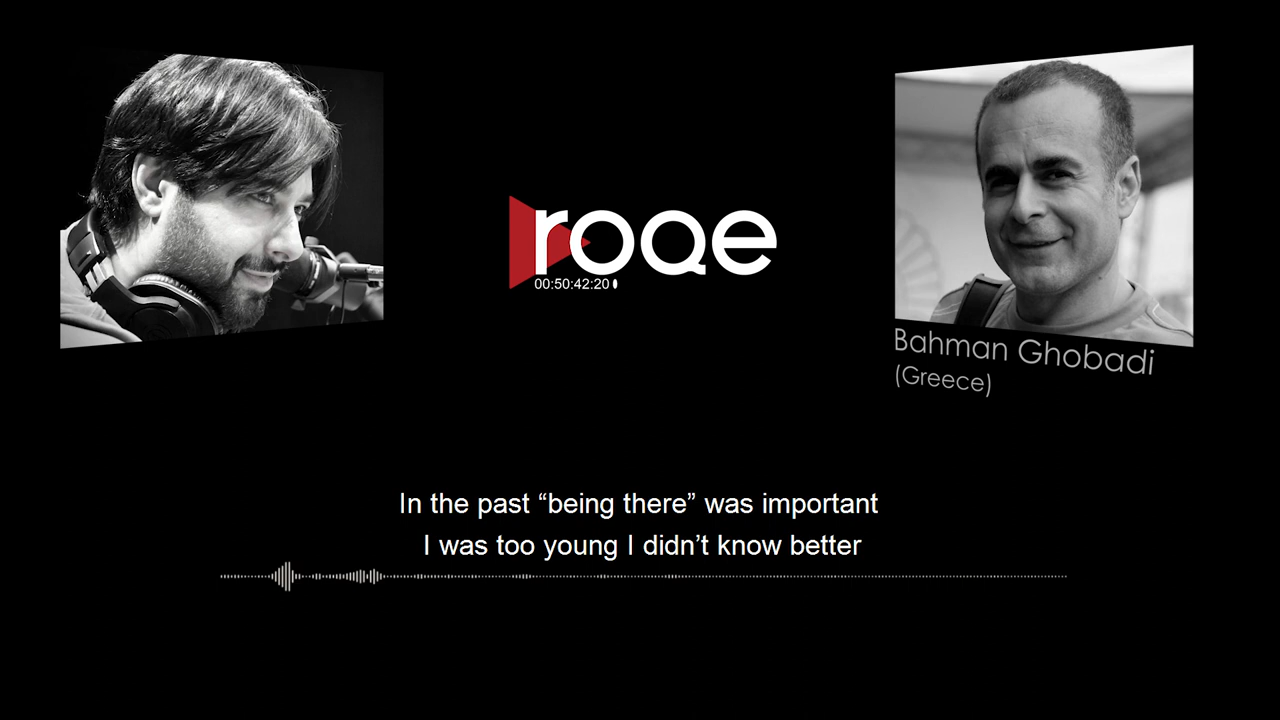 roqe
00:50:42:20
Bahman Ghobadi
(Greece)
In the past “being there” was important
I was too young I didn’t know better